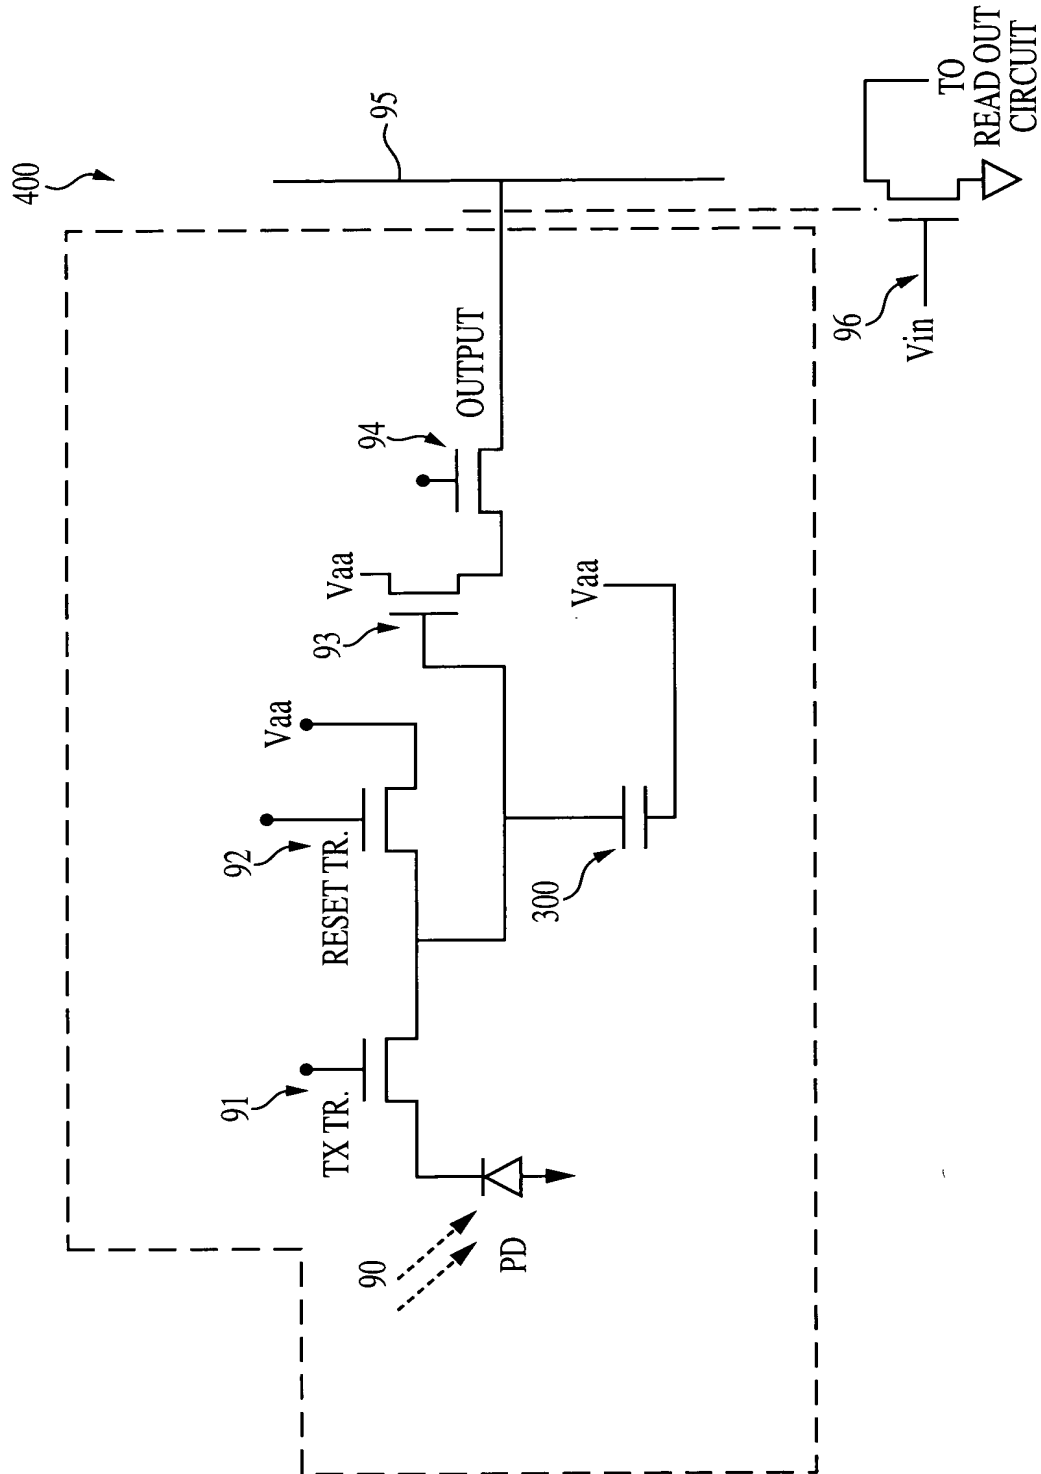 400
95
TO
READ OUT
CIRCUIT
96
Vin
OUTPUT
94
Vaa
93
Vaa
Vaa
92
RESET TR.
300
91
TX TR.
90
PD